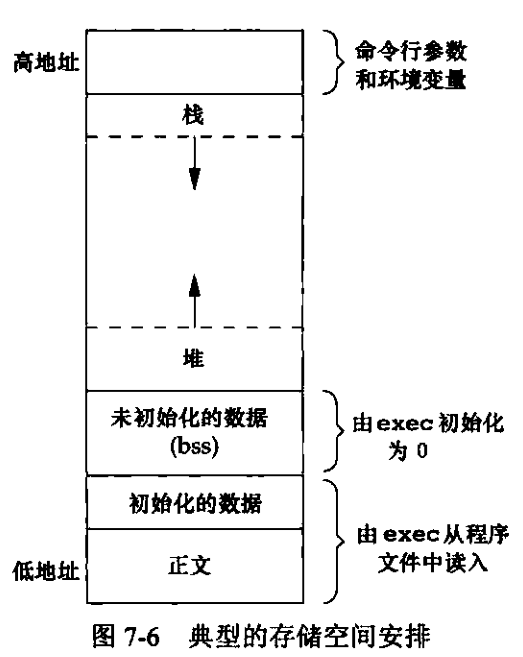 高地址
命令行参数
和环境变量
栈
堆
未初始化的数据
(bss)
由exec初始化
为 0
初始化的数据
由exec从程序
文件中读入
低地址
正文
图 7-6 典型的存储空间安排